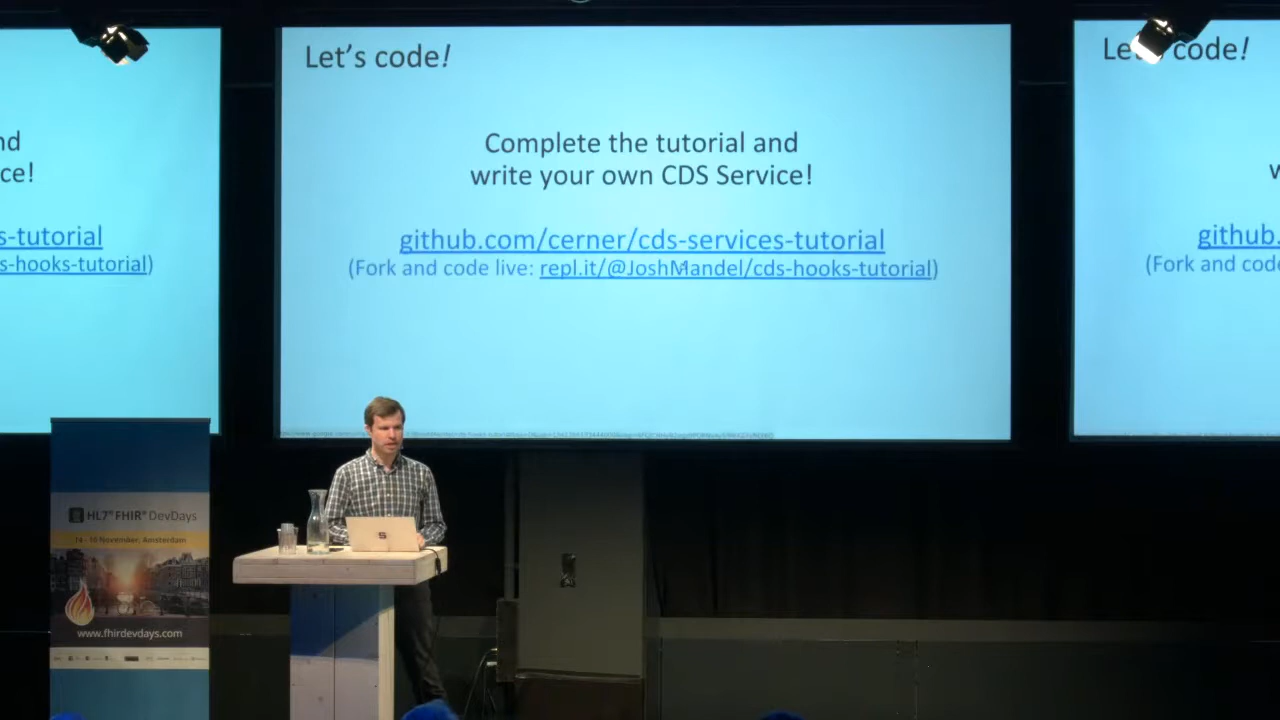 Let's code!
Complete the tutorial and
write your own CDS Service!
github.com/cerner/cds-services-tutorial
(Fork and code live: repl.it/@JoshMandel/cds-hooks-tutorial)
nd
ce!
s-tutorial
s-hooks-tutorial)
Let's code!
w
github.
(Fork and code
HL7® FHIR® DevDays
14 - 16 November, Amsterdam
www.fhirdevdays.com